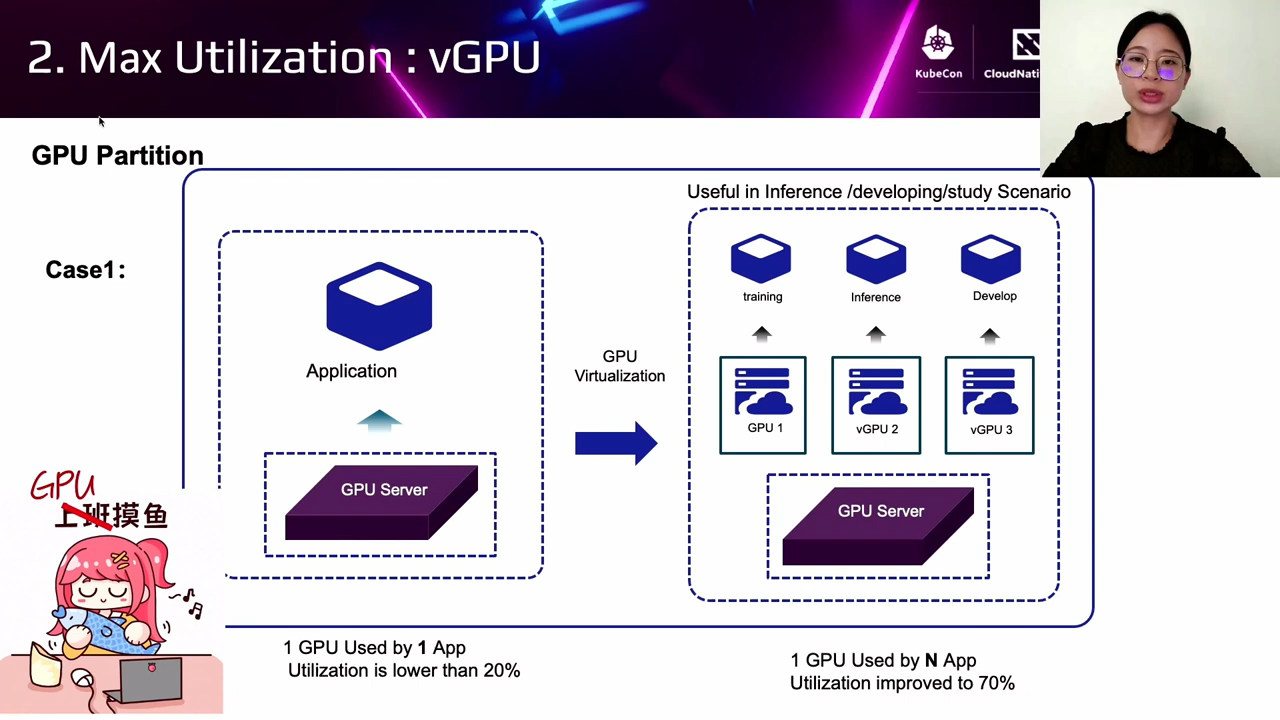 2. Max Utilization : vGPU
KubeCon
CloudNati
GPU Partition
Useful in Inference /developing/study Scenario
Case1:
training
Inference
Develop
Application
GPU
Virtualization
GPU 1
vGPU 2
vGPU 3
GPU Server
GPU Server
GPU
上班摸鱼
1 GPU Used by 1 App
Utilization is lower than 20%
1 GPU Used by N App
Utilization improved to 70%